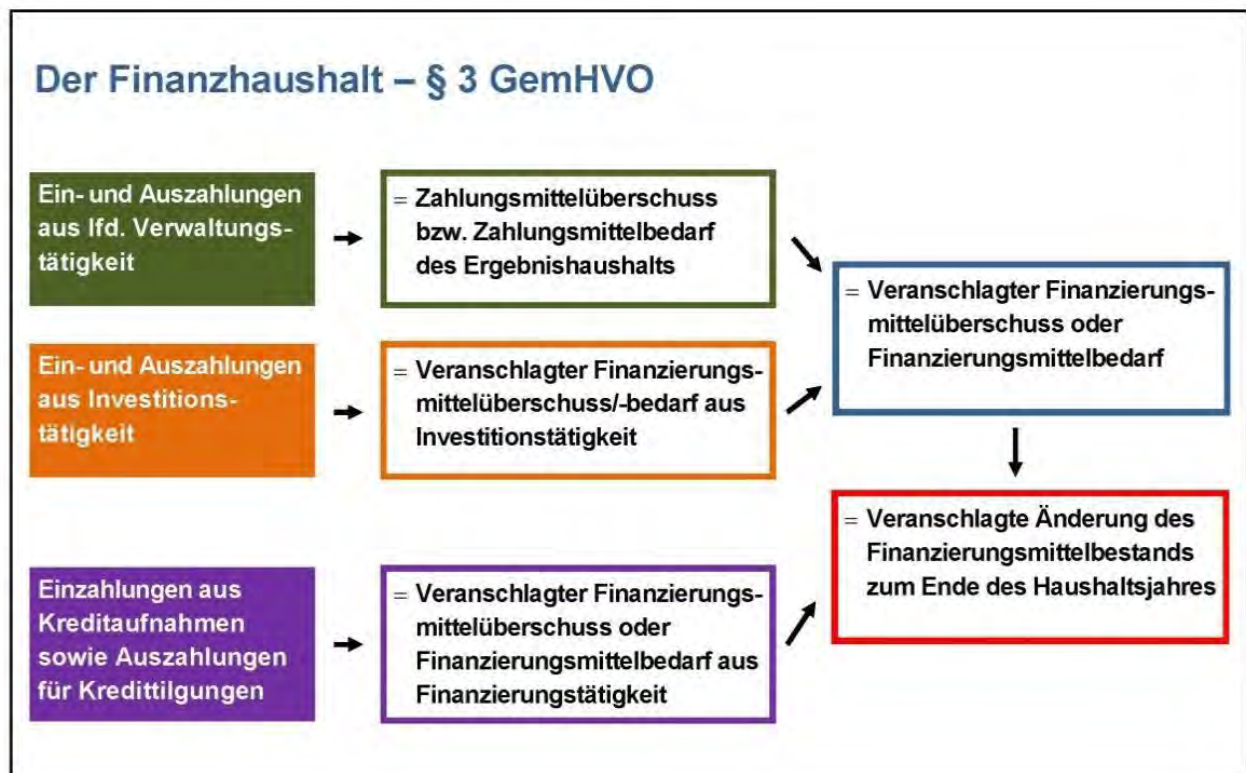 Der Finanzhaushalt – § 3 GemHVO
Ein- und Auszahlungen
aus lfd. Verwaltungs-
tätigkeit
= Zahlungsmittelüberschuss
bzw. Zahlungsmittelbedarf
des Ergebnishaushalts
Ein- und Auszahlungen
aus Investitions-
tätigkeit
= Veranschlagter Finanzierungs-
mittelüberschuss/-bedarf aus
Investitionstätigkeit
= Veranschlagter Finanzierungs-
mittelüberschuss oder
Finanzierungsmittelbedarf
Einzahlungen aus
Kreditaufnahmen
sowie Auszahlungen
für Kredittilgungen
= Veranschlagter Finanzierungs-
mittelüberschuss oder
Finanzierungsmittelbedarf aus
Finanzierungstätigkeit
= Veranschlagte Änderung des
Finanzierungsmittelbestands
zum Ende des Haushaltsjahres